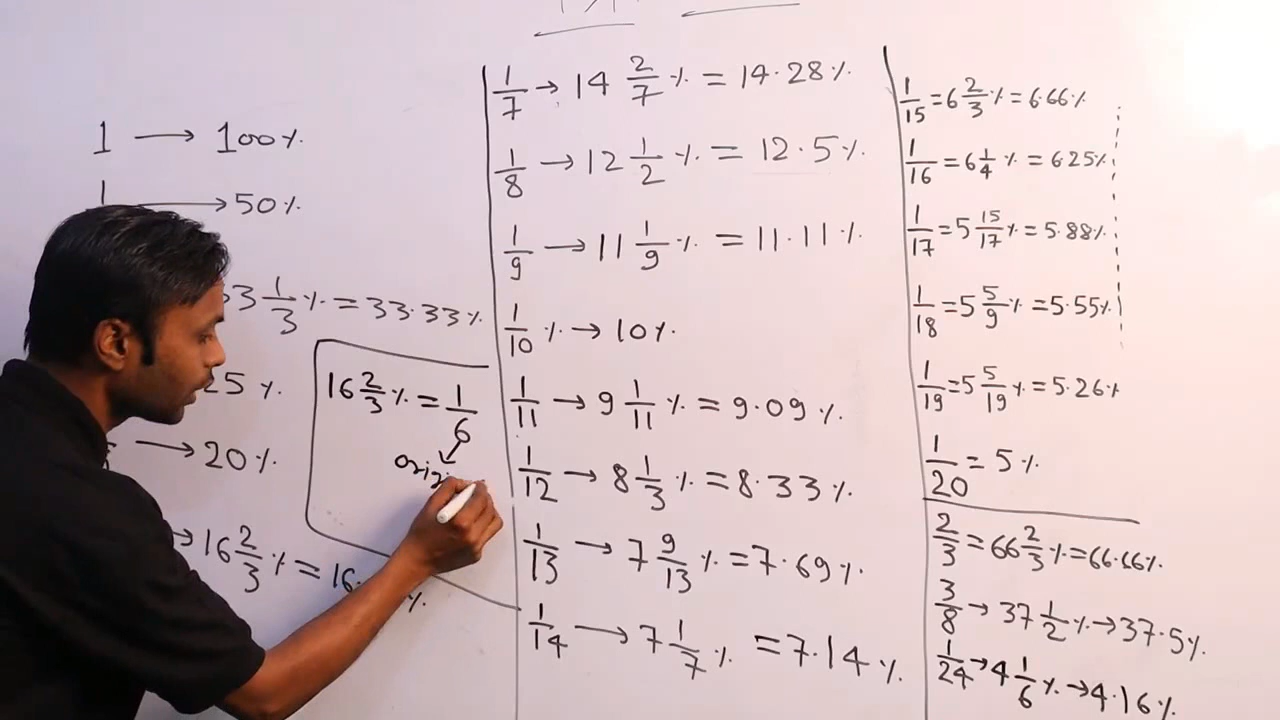 1 → 100%
1 → 50%
3 1/3 % = 33.33%
25 %
→ 20%
→ 16 2/3 % = 16. %
16 2/3 % = 1/6
1/7 → 14 2/7 % = 14.28%
1/8 → 12 1/2 % = 12.5%
1/9 → 11 1/9 % = 11.11%
1/10 % → 10%
1/11 → 9 1/11 % = 9.09%
1/12 → 8 1/3 % = 8.33%
1/13 → 7 9/13 % = 7.69%
1/14 → 7 1/7 % = 7.14%
1/15 = 6 2/3 % = 6.66%
1/16 = 6 1/4 % = 6.25%
1/17 = 5 15/17 % = 5.88%
1/18 = 5 5/9 % = 5.55%
1/19 = 5 5/19 % = 5.26%
1/20 = 5%
2/3 = 66 2/3 % = 66.66%
3/8 → 37 1/2 % → 37.5%
1/24 → 4 1/6 % → 4.16%